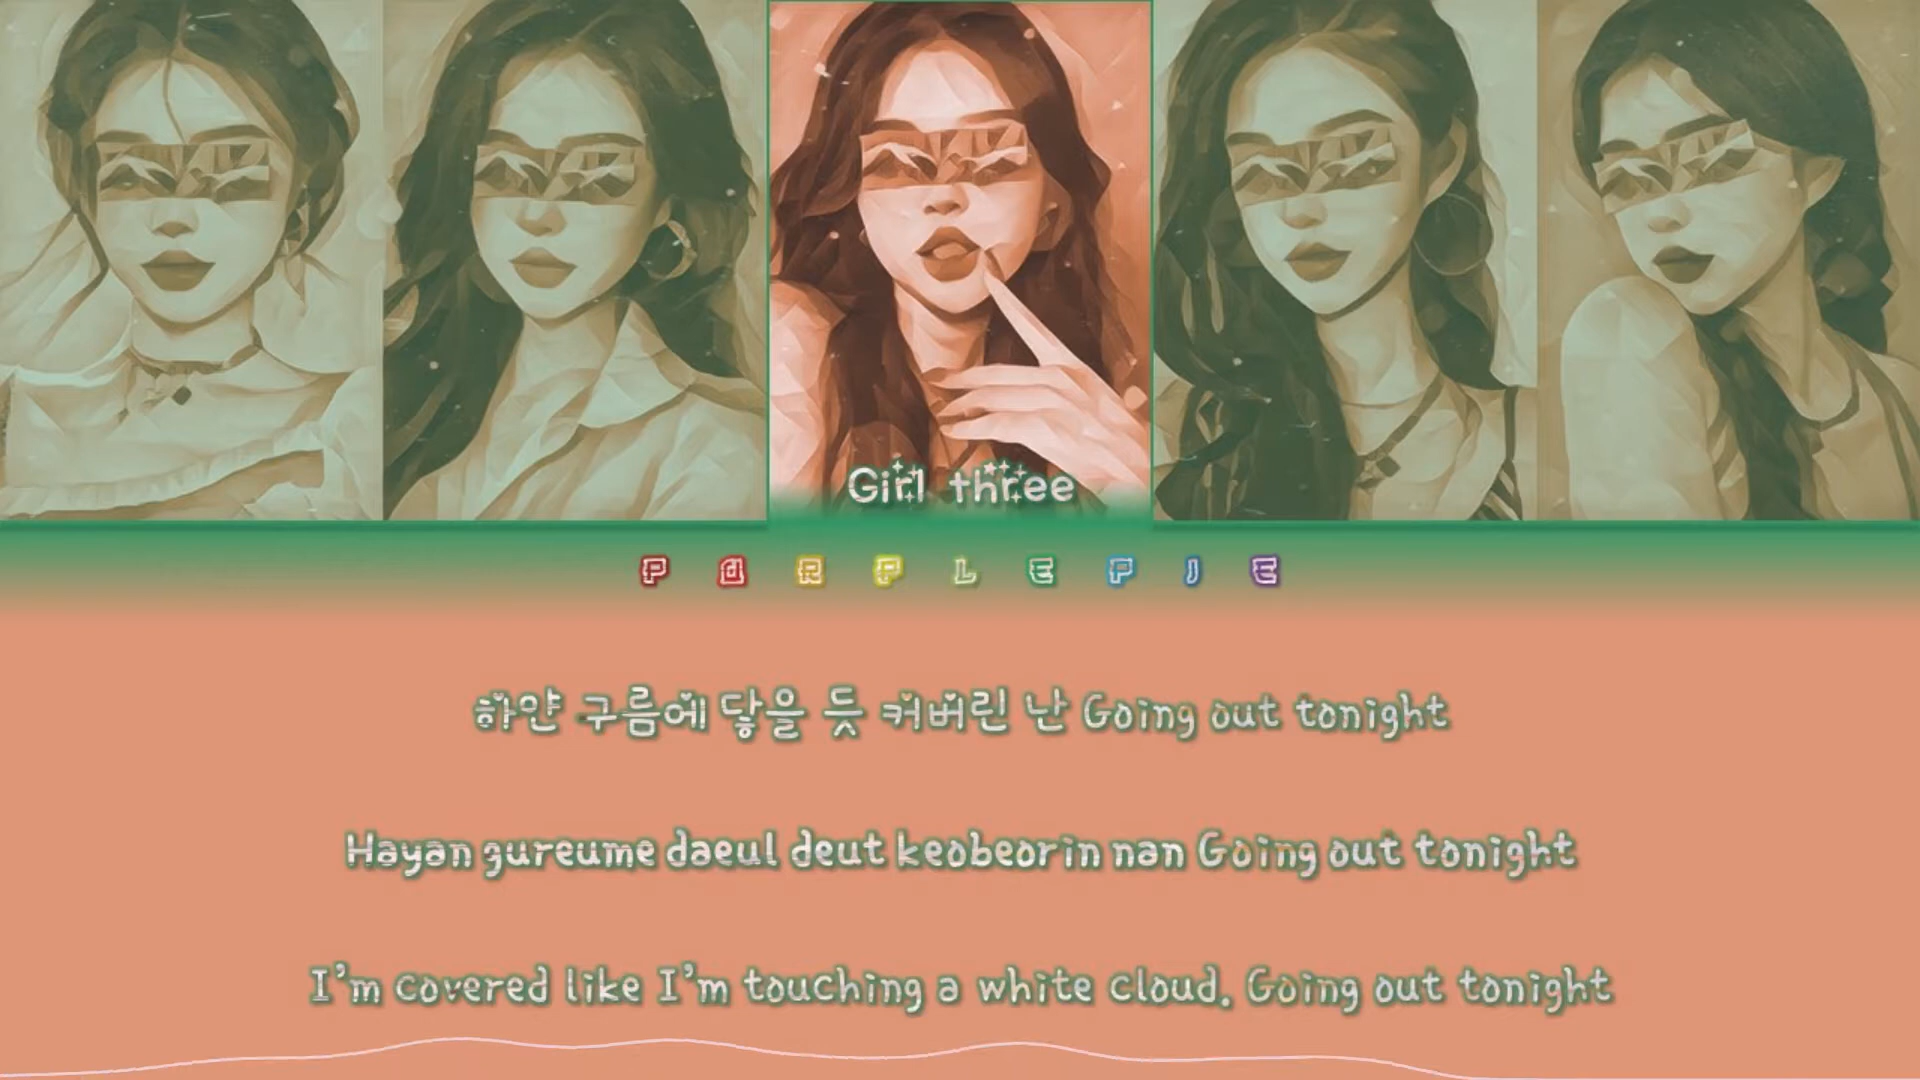 Girl three
PURPLEPIE
하얀 구름에 닿을 듯 커버린 난 Going out tonight
Hayan gureume daeul deut keobeorin nan Going out tonight
I'm covered like I'm touching a white cloud. Going out tonight